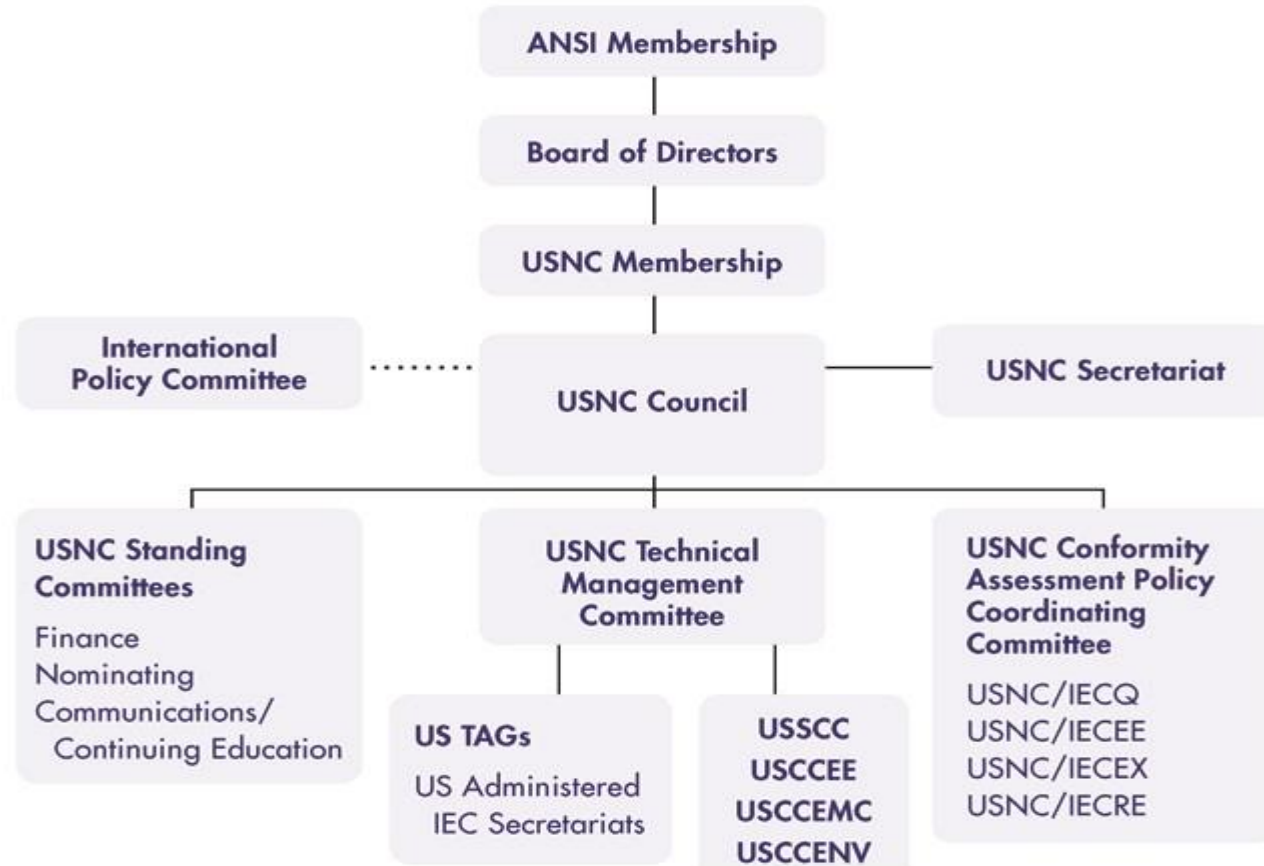 ANSI Membership
Board of Directors
USNC Membership
International
Policy Committee
USNC Council
USNC Secretariat
USNC Standing
Committees
Finance
Nominating
Communications/
Continuing Education
USNC Technical
Management
Committee
US TAGs
US Administered
IEC Secretariats
USSCC
USCCEE
USCCEMC
USCCENV
USNC Conformity
Assessment Policy
Coordinating
Committee
USNC/IECQ
USNC/IECEE
USNC/IECEX
USNC/IECRE